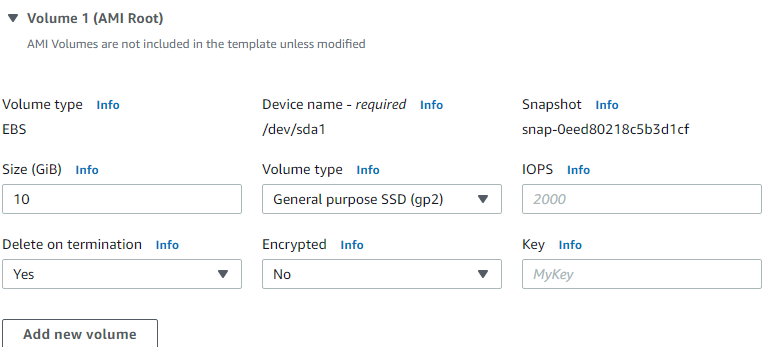 Volume 1 (AMI Root)
AMI Volumes are not included in the template unless modified
Volume type Info Device name - required Info Snapshot Info
EBS /dev/sda1 snap-0eed80218c5b3d1cf
Size (GiB) Info Volume type Info IOPS Info
10 General purpose SSD (gp2) 2000
Delete on termination Info Encrypted Info Key Info
Yes No MyKey
Add new volume